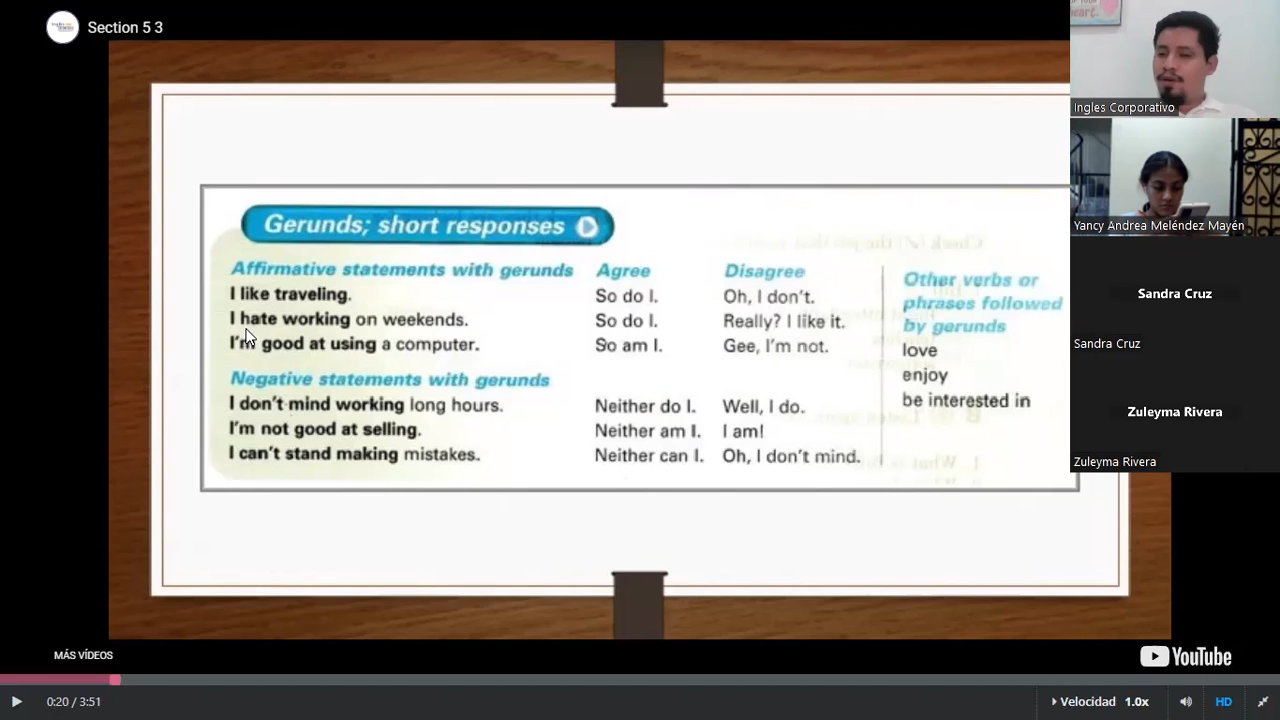 Section 5 3
heart.
Ingles Corporativo
Yancy Andrea Meléndez Mayén
Sandra Cruz
Sandra Cruz
Zuleyma Rivera
Zuleyma Rivera
Gerunds; short responses
Affirmative statements with gerunds Agree Disagree
I like traveling. So do I. Oh, I don't.
I hate working on weekends. So do I. Really? I like it.
I'm good at using a computer. So am I. Gee, I'm not.
Negative statements with gerunds
I don't mind working long hours. Neither do I. Well, I do.
I'm not good at selling. Neither am I. I am!
I can't stand making mistakes. Neither can I. Oh, I don't mind.
Other verbs or
phrases followed
by gerunds
love
enjoy
be interested in
MÁS VÍDEOS
YouTube
0:20 / 3:51
Velocidad 1.0x
HD